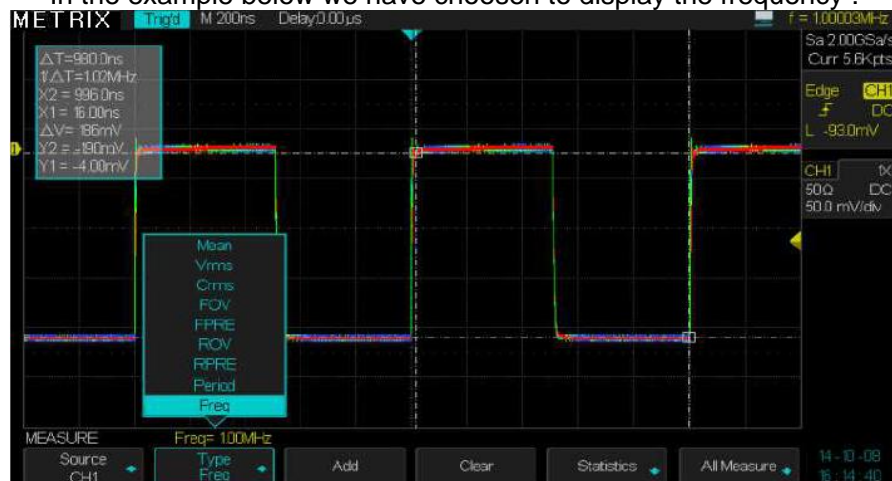 In the example below we have choosen to display the frequency :
METRIX Trig'd M 200ns Delay:0.00µs f = 1.00003MHz
Sa 2.00GSa/s
Curr 5.6Kpts
ΔT=980.0ns
1/ΔT=1.02MHz
X2 = 996.0ns
X1 = 16.00ns
ΔV= 186mV
Y2 = -190mV
Y1 = -4.00mV
Edge CH1
DC
L -93.0mV
CH1 1X
50Ω DC
50.0 mV/div
Mean
Vrms
Crms
FOV
FPRE
ROV
RPRE
Period
Freq
MEASURE Freq= 1.00MHz
Source
CH1
Type
Freq
Add
Clear
Statistics
All Measure
14-10-08
16:14:40